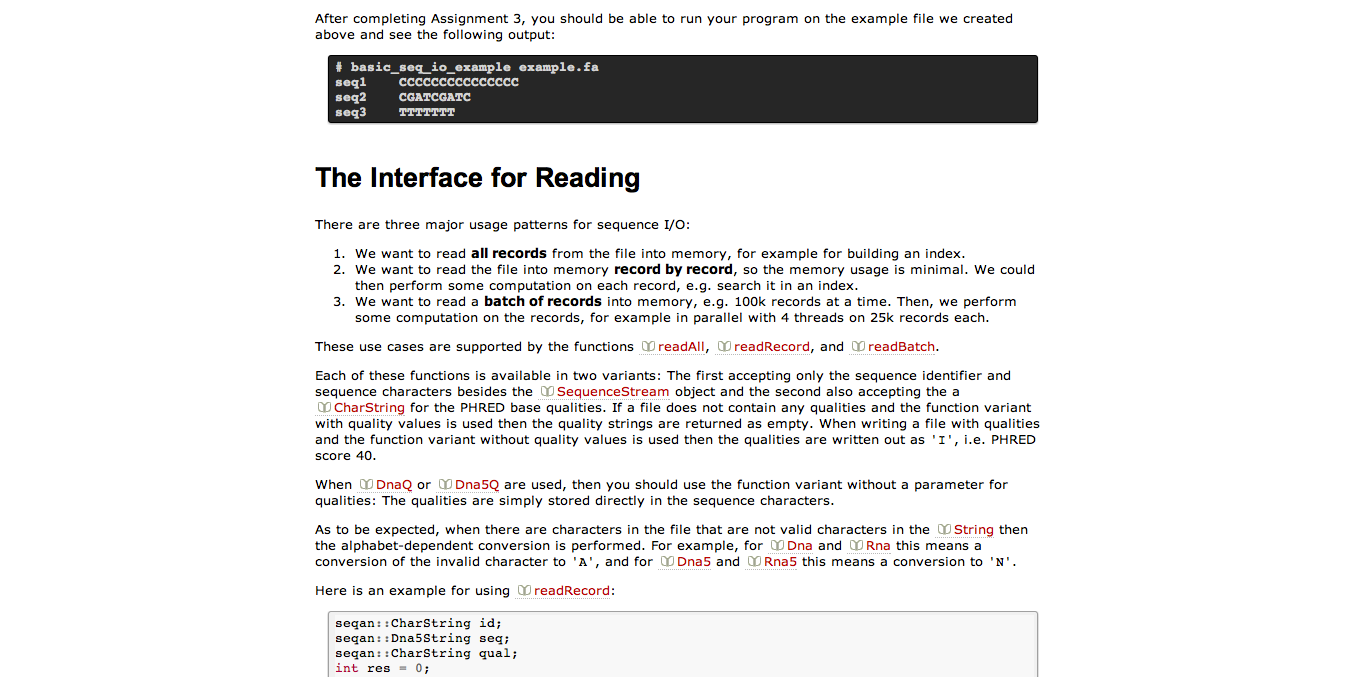 After completing Assignment 3, you should be able to run your program on the example file we created
above and see the following output:
# basic_seq_io_example example.fa
seq1    CCCCCCCCCCCCCCC
seq2    CGATCGATC
seq3    TTTTTTT
The Interface for Reading
There are three major usage patterns for sequence I/O:
1. We want to read all records from the file into memory, for example for building an index.
2. We want to read the file into memory record by record, so the memory usage is minimal. We could
then perform some computation on each record, e.g. search it in an index.
3. We want to read a batch of records into memory, e.g. 100k records at a time. Then, we perform
some computation on the records, for example in parallel with 4 threads on 25k records each.
These use cases are supported by the functions readAll, readRecord, and readBatch.
Each of these functions is available in two variants: The first accepting only the sequence identifier and
sequence characters besides the SequenceStream object and the second also accepting the a
CharString for the PHRED base qualities. If a file does not contain any qualities and the function variant
with quality values is used then the quality strings are returned as empty. When writing a file with qualities
and the function variant without quality values is used then the qualities are written out as 'I', i.e. PHRED
score 40.
When DnaQ or Dna5Q are used, then you should use the function variant without a parameter for
qualities: The qualities are simply stored directly in the sequence characters.
As to be expected, when there are characters in the file that are not valid characters in the String then
the alphabet-dependent conversion is performed. For example, for Dna and Rna this means a
conversion of the invalid character to 'A', and for Dna5 and Rna5 this means a conversion to 'N'.
Here is an example for using readRecord:
seqan::CharString id;
seqan::Dna5String seq;
seqan::CharString qual;
int res = 0;